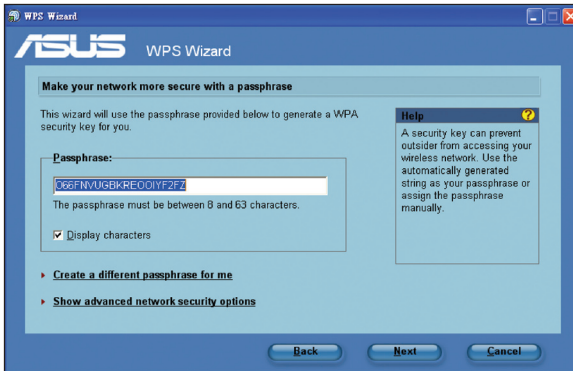 WPS Wizard
ASUS WPS Wizard
Make your network more secure with a passphrase
This wizard will use the passphrase provided below to generate a WPA
security key for you.
Passphrase:
O66FNVUGBKREOOIYF2FZ
The passphrase must be between 8 and 63 characters.
Display characters
Create a different passphrase for me
Show advanced network security options
Help
A security key can prevent
outsider from accessing your
wireless network. Use the
automatically generated
string as your passphrase or
assign the passphrase
manually.
Back Next Cancel